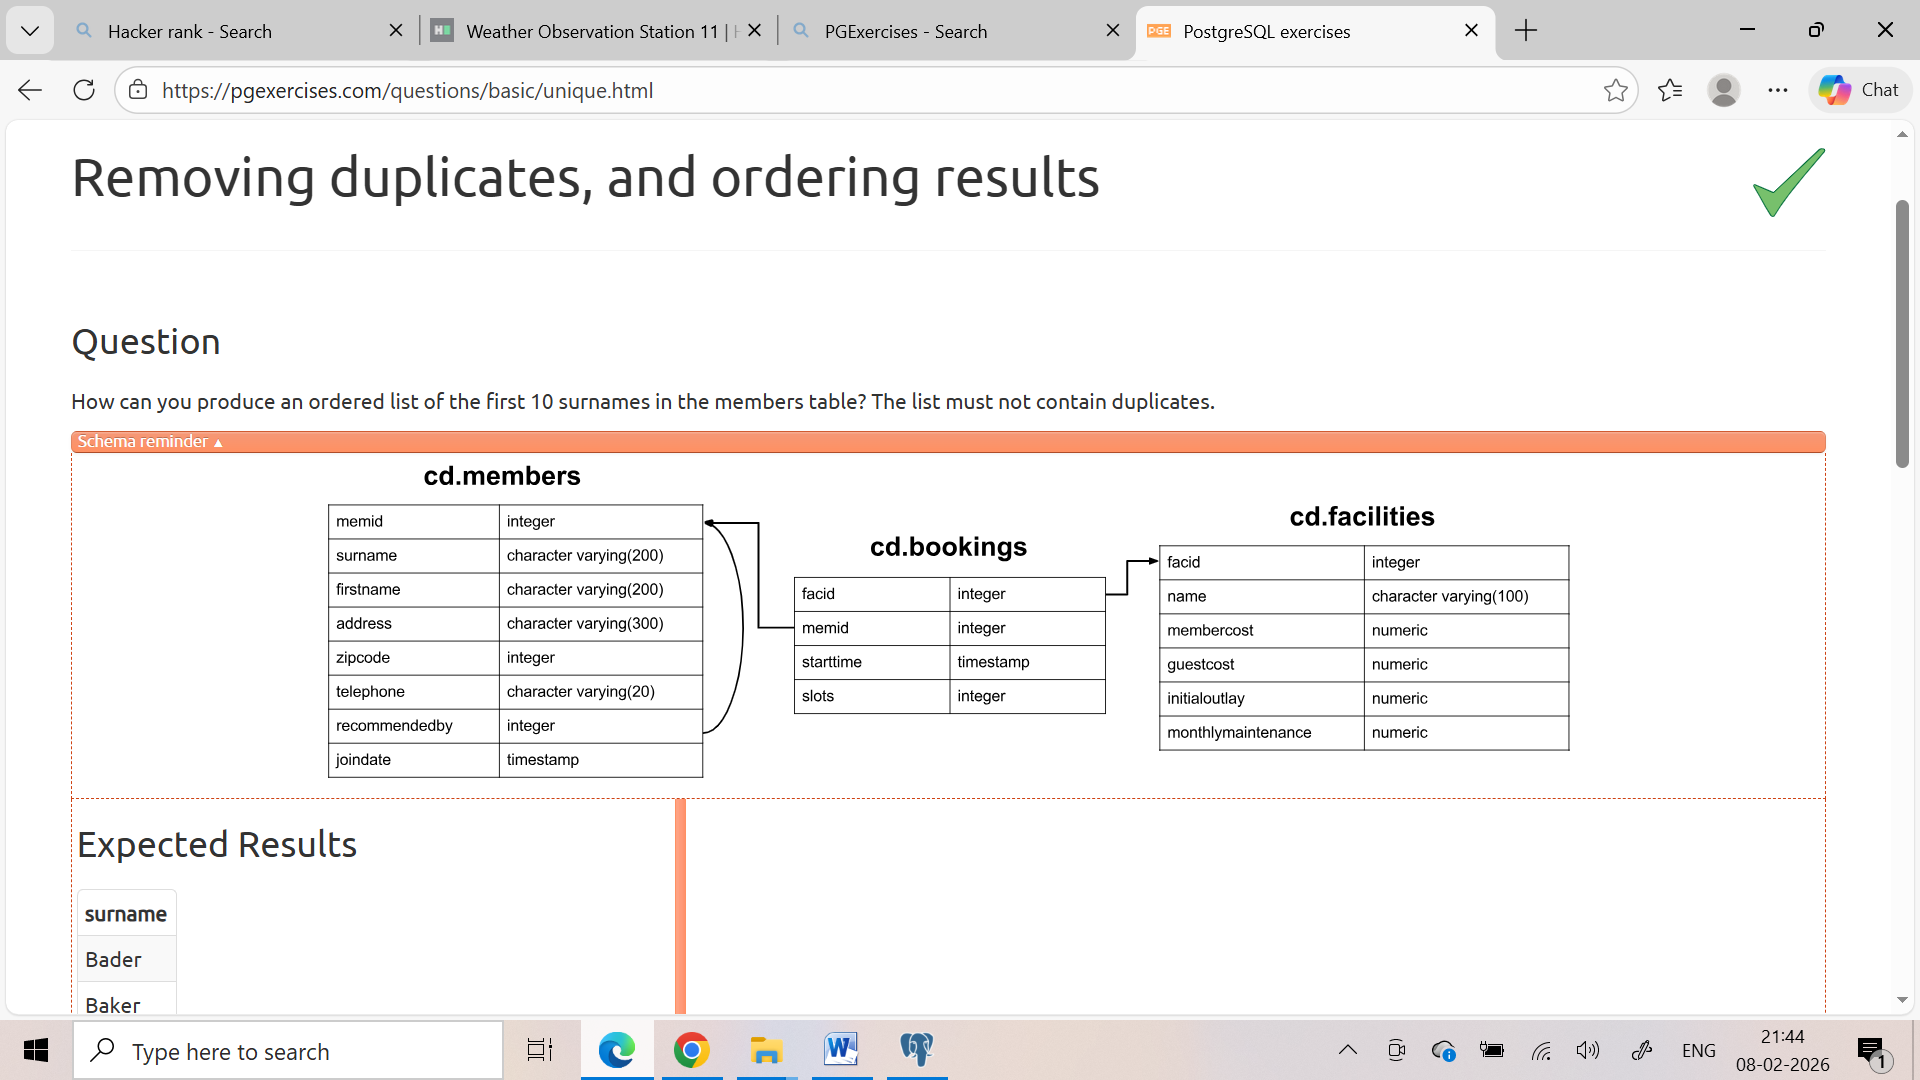 Hacker rank - Search
Weather Observation Station 11 |
PGExercises - Search
PGE
PostgreSQL exercises
https://pgexercises.com/questions/basic/unique.html
Chat
Removing duplicates, and ordering results
Question
How can you produce an ordered list of the first 10 surnames in the members table? The list must not contain duplicates.
Schema reminder ▲
cd.members
memid integer
surname character varying(200)
firstname character varying(200)
address character varying(300)
zipcode integer
telephone character varying(20)
recommendedby integer
joindate timestamp
cd.bookings
facid integer
memid integer
starttime timestamp
slots integer
cd.facilities
facid integer
name character varying(100)
membercost numeric
guestcost numeric
initialoutlay numeric
monthlymaintenance numeric
Expected Results
surname
Bader
Baker
Type here to search
W
ENG
21:44
08-02-2026
1